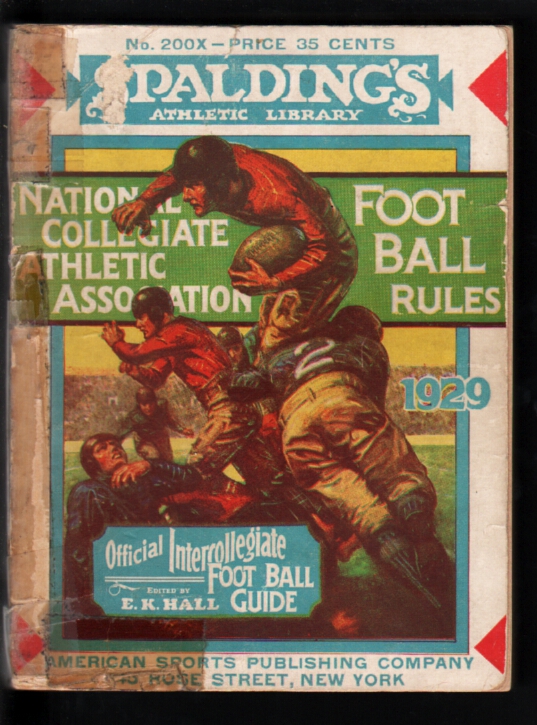 No. 200X — PRICE 35 CENTS
SPALDING'S
ATHLETIC LIBRARY
NATIONAL
COLLEGIATE
ATHLETIC
ASSOCIATION
FOOT
BALL
RULES
2
1929
Official Intercollegiate
FOOT BALL
GUIDE
EDITED BY
E. K. HALL
AMERICAN SPORTS PUBLISHING COMPANY
ROSE STREET, NEW YORK